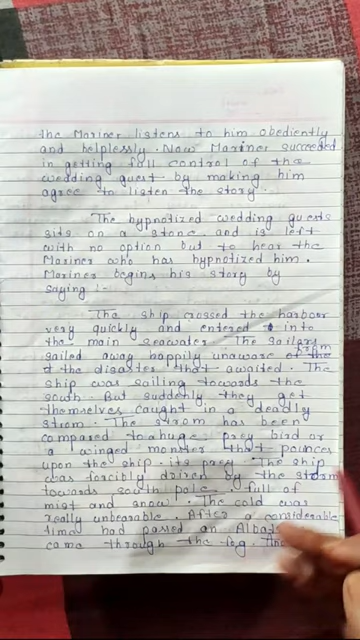 the Mariner listens to him obediently
and helplessly. Now Mariner succeeded
in getting full control of the
wedding guest by making him
agree to listen the story.
The hypnotized wedding guests
sits on a stone and is left
with no option but to hear the
Mariner who has hypnotized him.
Mariner begins his story by
saying :-
The ship crossed the harbour
very quickly and entered into
the main seawater. The sailors
sailed away happily unaware from
the disaster that awaited. The
ship was sailing towards the
south. But suddenly they get
themselves caught in a deadly
strom. The strom has been
compared to a huge prey bird or
a winged monster that pounces
upon the ship, its prey. The ship
was forcibly driven by the storm
towards south pole, full of
mist and snow. The cold was
really unbearable. After a considerable
time had passed an
came through the fog.